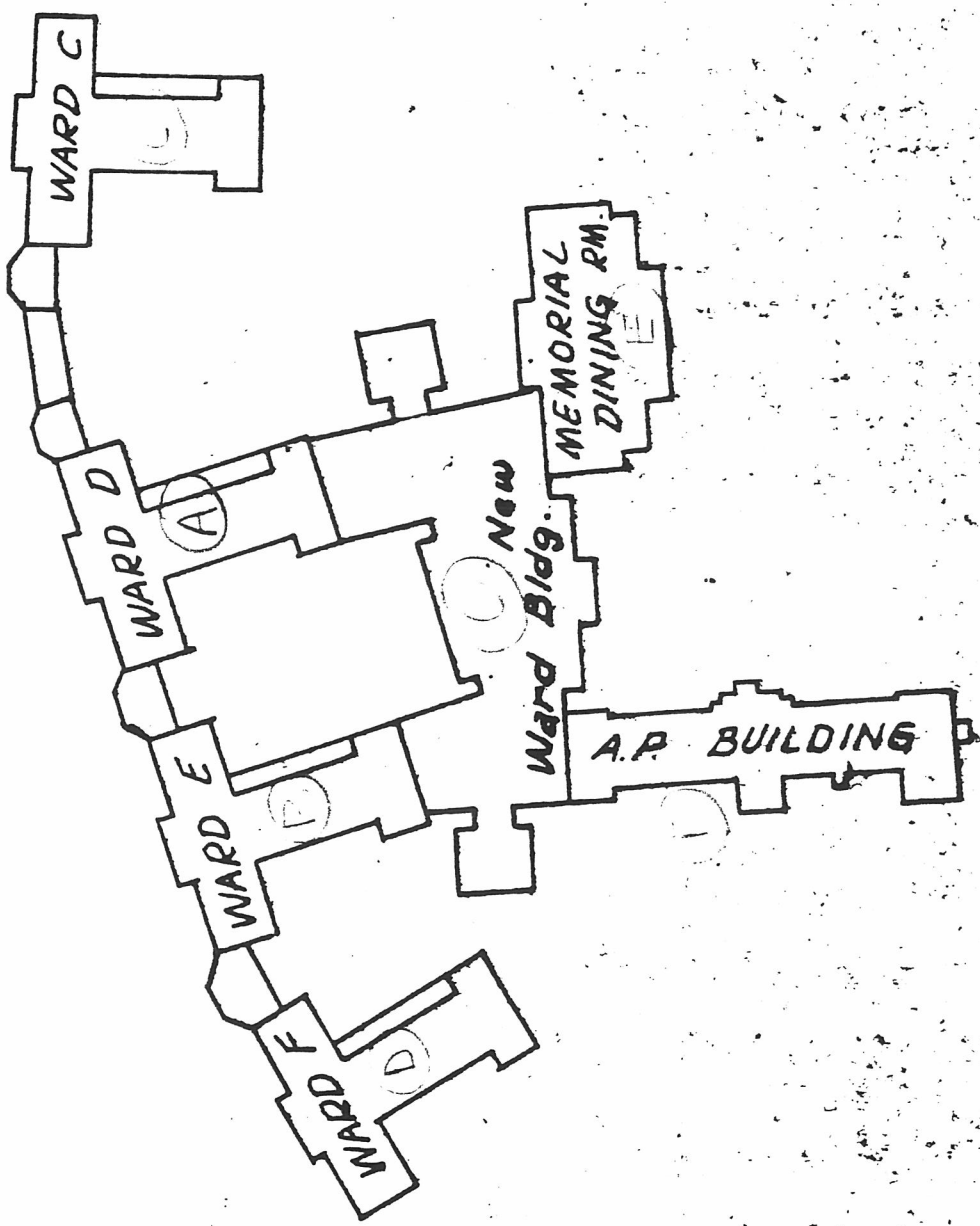 WARD C
C
WARD D
A
MEMORIAL
DINING RM.
E
New
Ward Bldg.
C
WARD E
B
A.P. BUILDING
D
WARD F
D